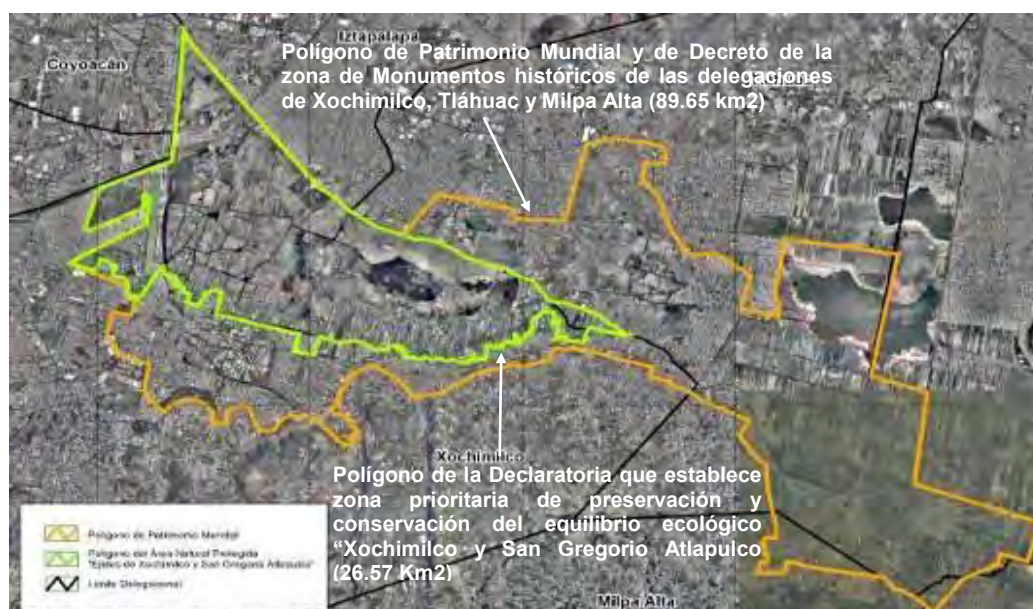 Iztapalapa
Coyoacán
Polígono de Patrimonio Mundial y de Decreto de la
zona de Monumentos históricos de las delegaciones
de Xochimilco, Tláhuac y Milpa Alta (89.65 km2)
Xochimilco
Polígono de la Declaratoria que establece
zona prioritaria de preservación y
conservación del equilibrio ecológico
“Xochimilco y San Gregorio Atlapulco
(26.57 Km2)
Polígono de Patrimonio Mundial
Polígono del Área Natural Protegida
"Ejidos de Xochimilco y San Gregorio Atlapulco"
Límite Delegacional
Milpa Alta